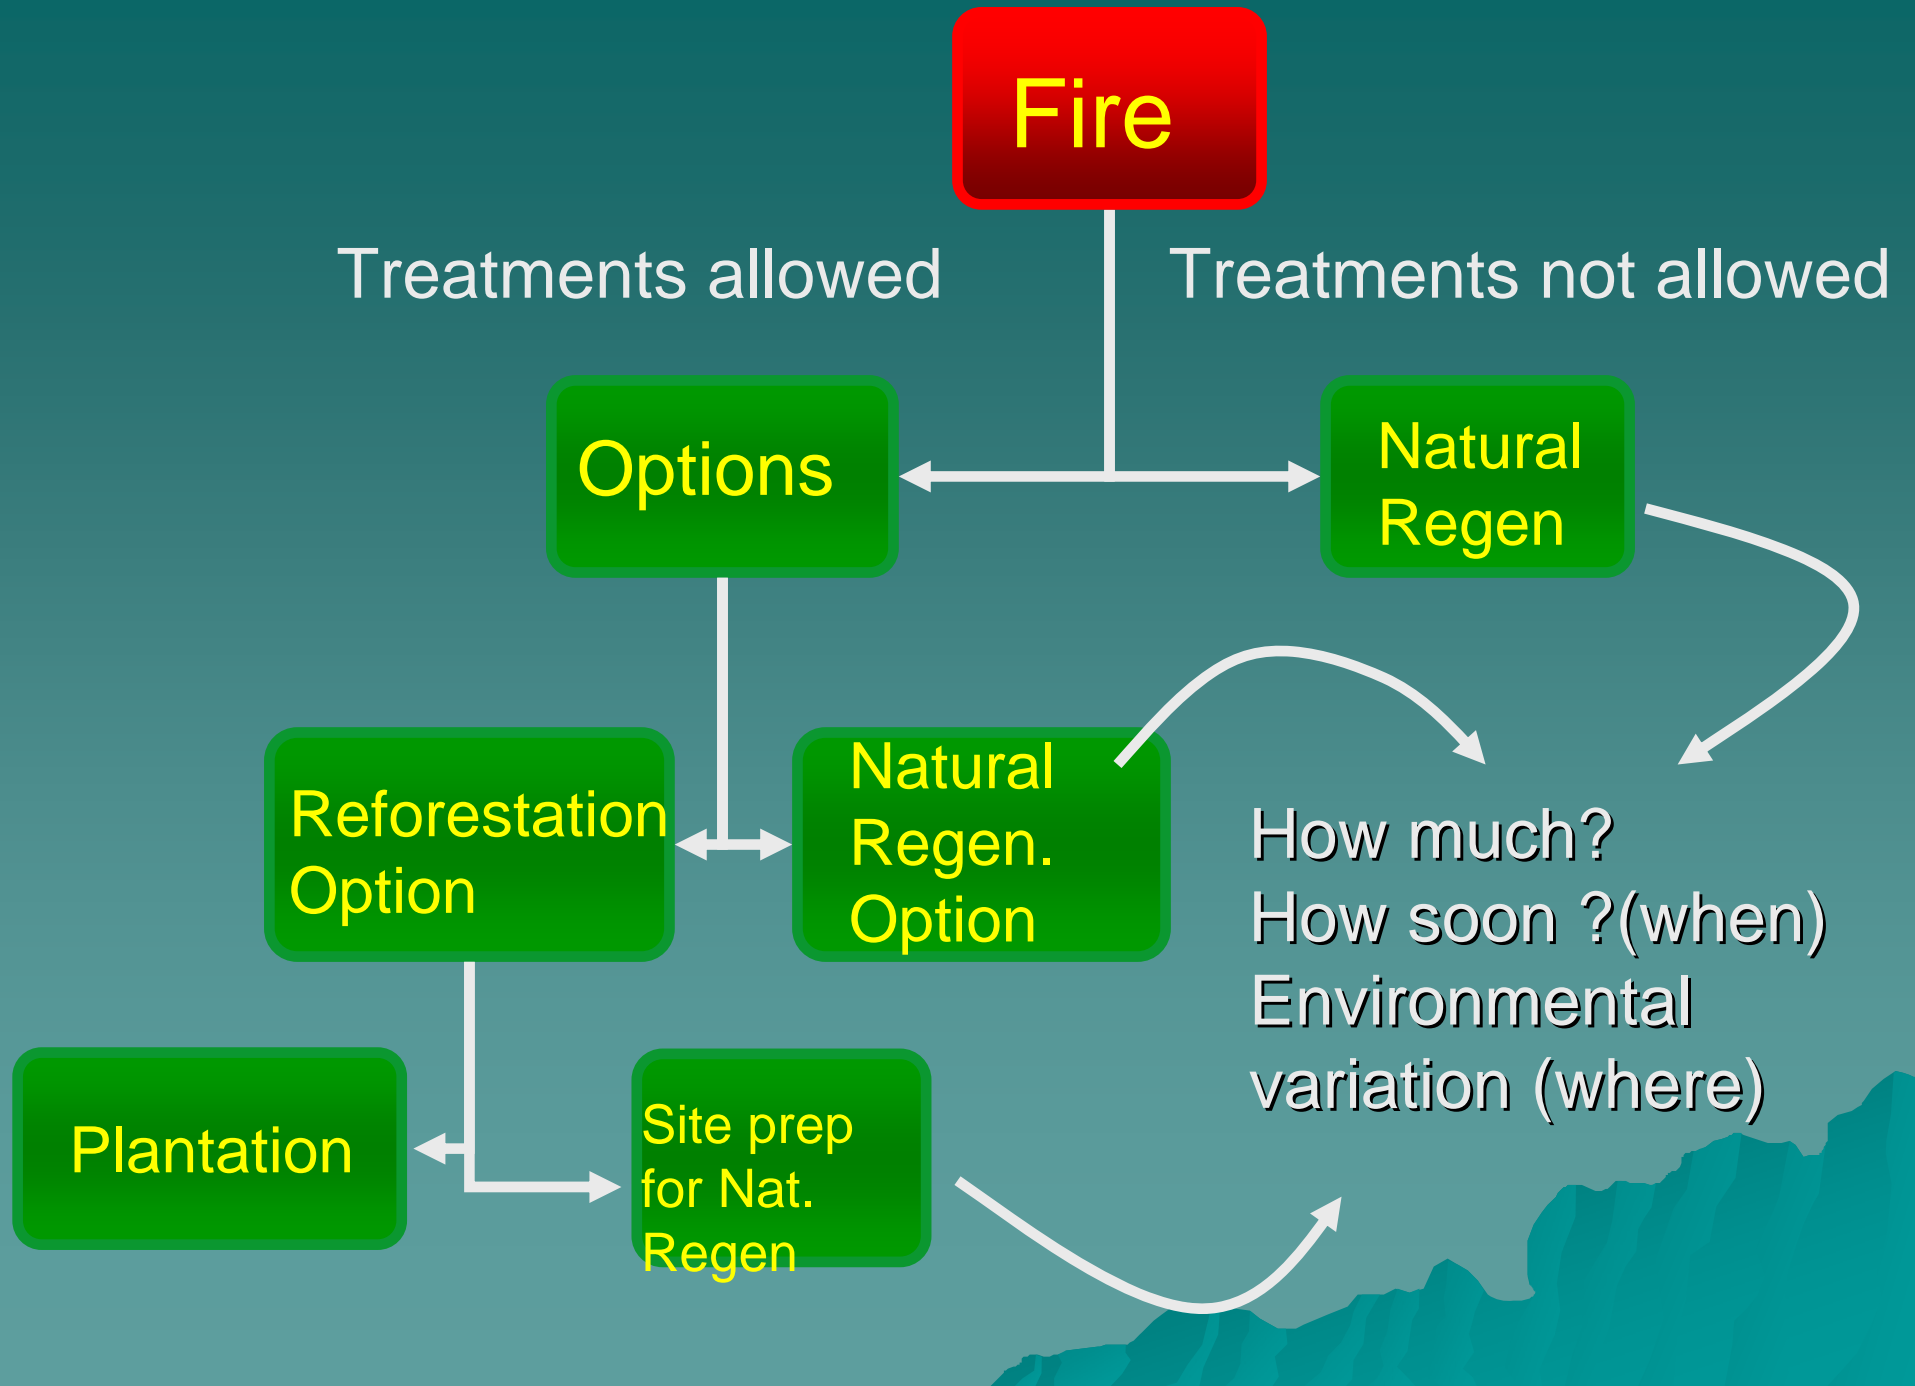 Fire
Treatments allowed
Treatments not allowed
Options
Natural
Regen
Reforestation
Option
Natural
Regen.
Option
How much?
How soon ?(when)
Environmental
variation (where)
Plantation
Site prep
for Nat.
Regen